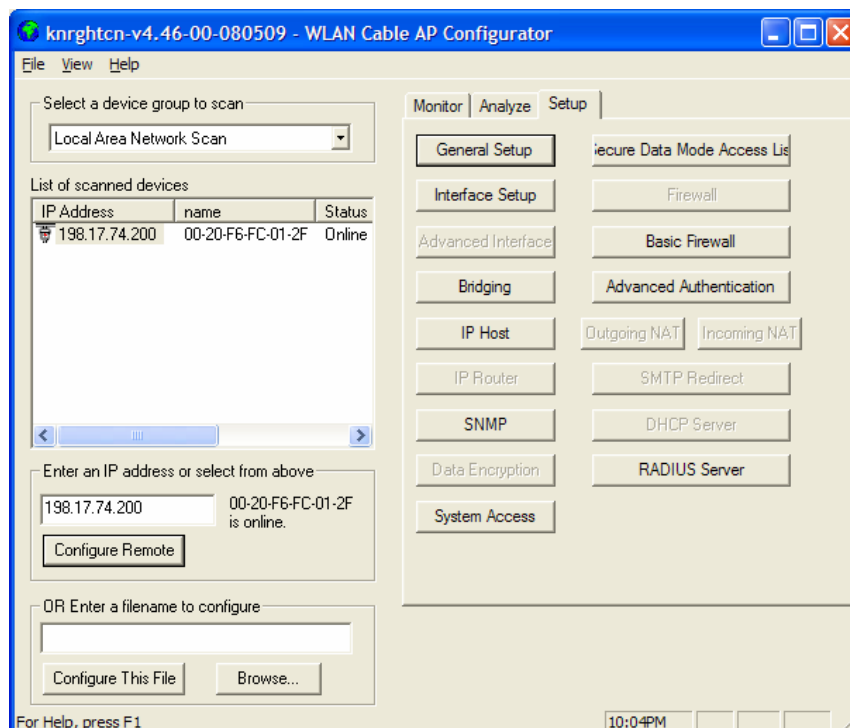 knrghtcn-v4.46-00-080509 - WLAN Cable AP Configurator
File View Help
Select a device group to scan
Local Area Network Scan
List of scanned devices
IP Address name Status
198.17.74.200 00-20-F6-FC-01-2F Online
Enter an IP address or select from above
198.17.74.200
00-20-F6-FC-01-2F
is online.
Configure Remote
OR Enter a filename to configure
Configure This File Browse...
Monitor Analyze Setup
General Setup
Secure Data Mode Access Lis
Interface Setup
Firewall
Advanced Interface
Basic Firewall
Bridging
Advanced Authentication
IP Host
Outgoing NAT Incoming NAT
IP Router
SMTP Redirect
SNMP
DHCP Server
Data Encryption
RADIUS Server
System Access
For Help, press F1
10:04PM